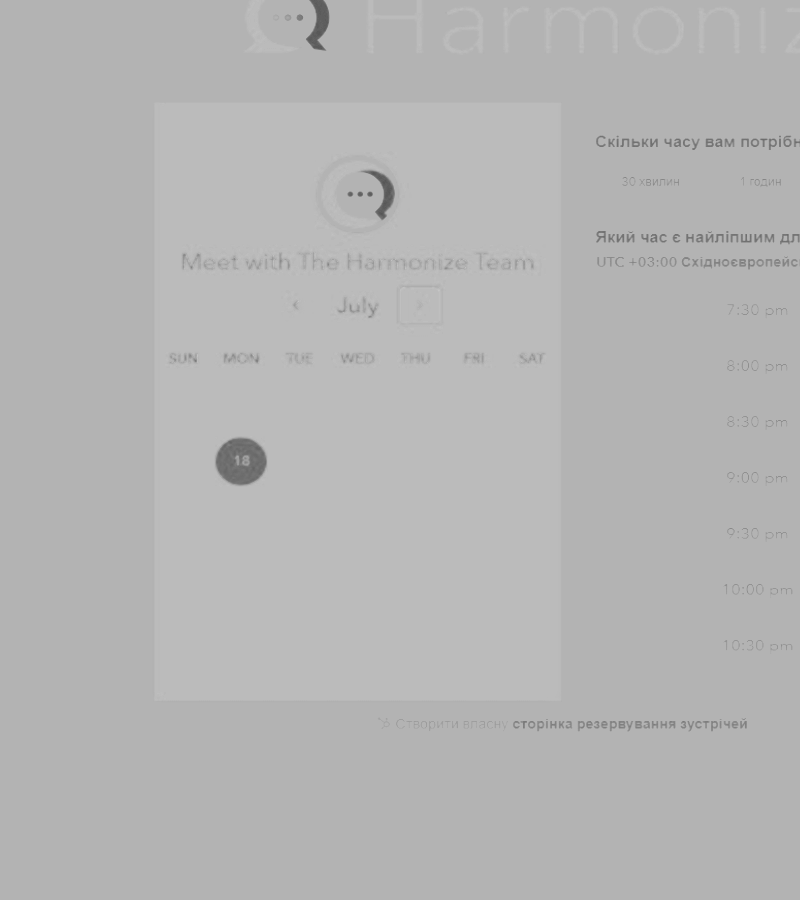 Harmoniz
Meet with The Harmonize Team
July
SUN MON TUE WED THU FRI SAT
18
Скільки часу вам потрібн
30 хвилин 1 годин
Який час є найліпшим дл
UTC +03:00 Східноєвропейс
7:30 pm
8:00 pm
8:30 pm
9:00 pm
9:30 pm
10:00 pm
10:30 pm
Створити власну сторінка резервування зустрічей